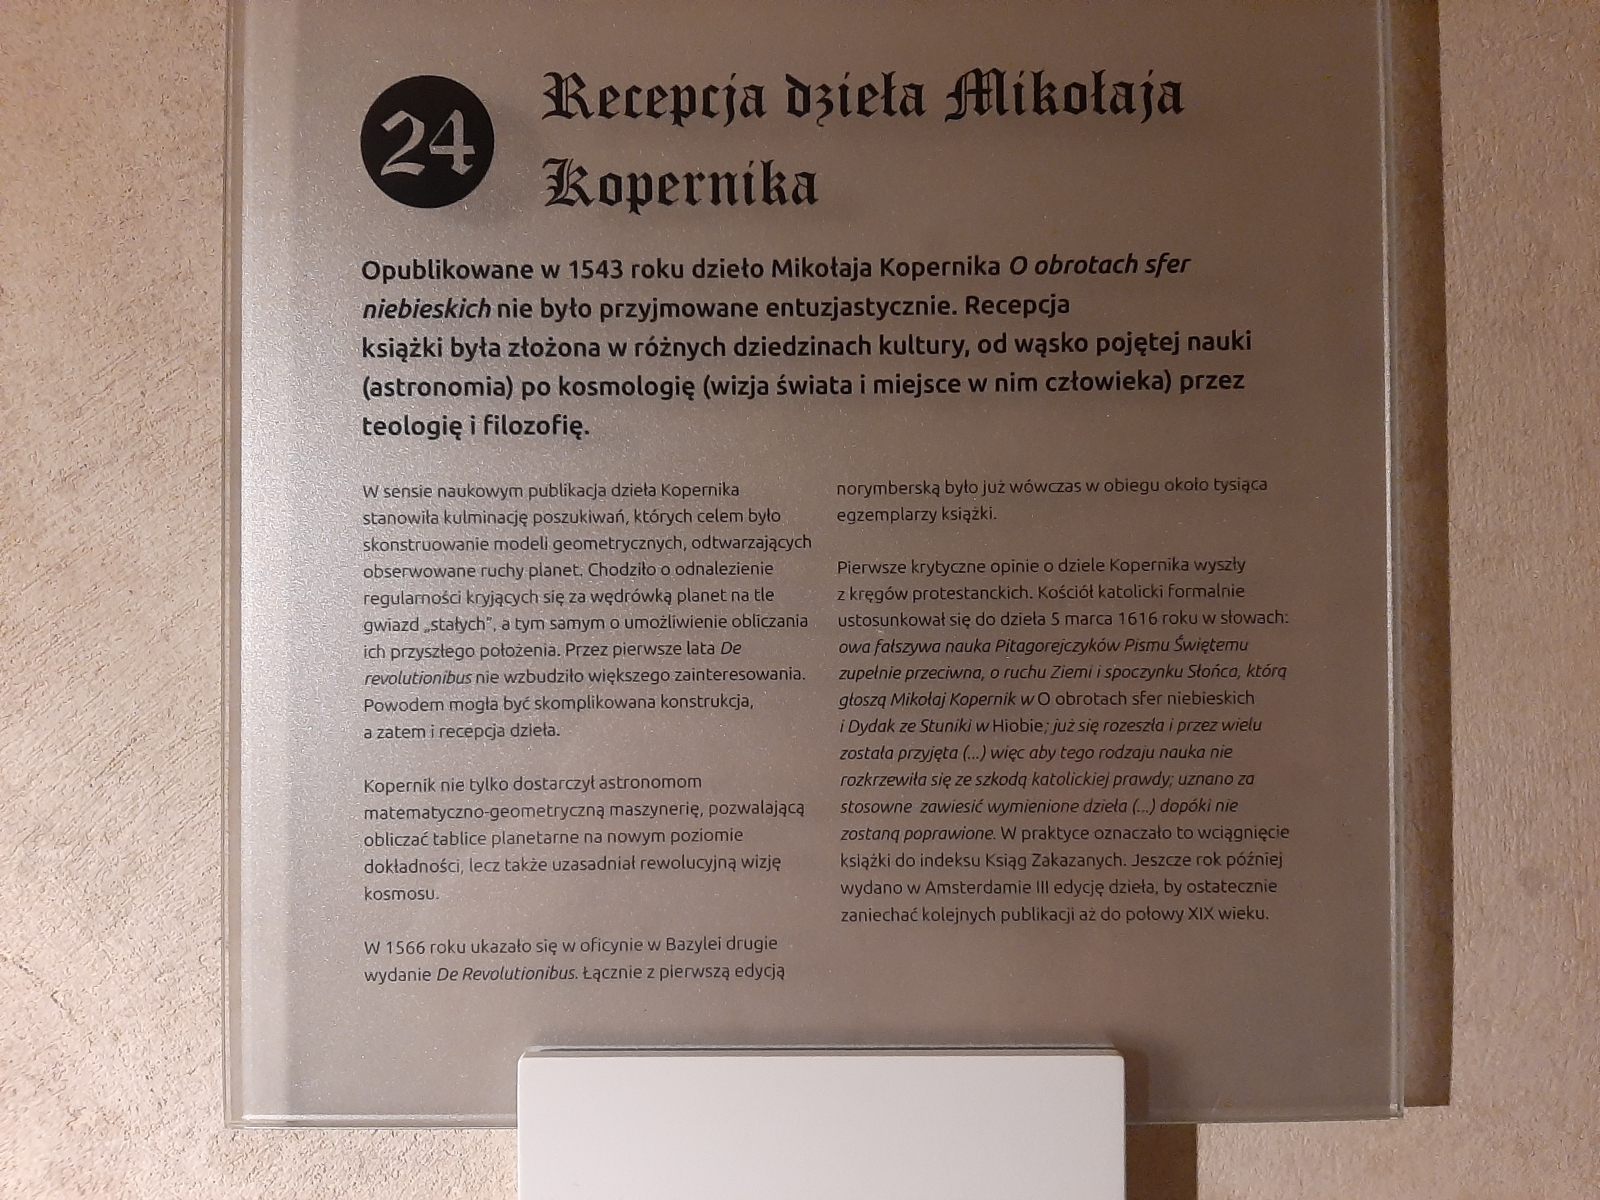 24
Recepcja dzieła Mikołaja
Kopernika
Opublikowane w 1543 roku dzieło Mikołaja Kopernika O obrotach sfer
niebieskich nie było przyjmowane entuzjastycznie. Recepcja
książki była złożona w różnych dziedzinach kultury, od wąsko pojętej nauki
(astronomia) po kosmologię (wizja świata i miejsce w nim człowieka) przez
teologię i filozofię.
W sensie naukowym publikacja dzieła Kopernika
stanowiła kulminację poszukiwań, których celem było
skonstruowanie modeli geometrycznych, odtwarzających
obserwowane ruchy planet. Chodziło o odnalezienie
regularności kryjących się za wędrówką planet na tle
gwiazd „stałych”, a tym samym o umożliwienie obliczania
ich przyszłego położenia. Przez pierwsze lata De
revolutionibus nie wzbudziło większego zainteresowania.
Powodem mogła być skomplikowana konstrukcja,
a zatem i recepcja dzieła.
Kopernik nie tylko dostarczył astronomom
matematyczno-geometryczną maszynerię, pozwalającą
obliczać tablice planetarne na nowym poziomie
dokładności, lecz także uzasadniał rewolucyjną wizję
kosmosu.
W 1566 roku ukazało się w oficynie w Bazylei drugie
wydanie De Revolutionibus. Łącznie z pierwszą edycją
norymberską było już wówczas w obiegu około tysiąca
egzemplarzy książki.
Pierwsze krytyczne opinie o dziele Kopernika wyszły
z kręgów protestanckich. Kościół katolicki formalnie
ustosunkował się do dzieła 5 marca 1616 roku w słowach:
owa fałszywa nauka Pitagorejczyków Pismu Świętemu
zupełnie przeciwna, o ruchu Ziemi i spoczynku Słońca, którą
głoszą Mikołaj Kopernik w O obrotach sfer niebieskich
i Dydak ze Stuniki w Hiobie; już się rozeszła i przez wielu
została przyjęta (...) więc aby tego rodzaju nauka nie
rozkrzewiła się ze szkodą katolickiej prawdy; uznano za
stosowne zawiesić wymienione dzieła (...) dopóki nie
zostaną poprawione. W praktyce oznaczało to wciągnięcie
książki do indeksu Ksiąg Zakazanych. Jeszcze rok później
wydano w Amsterdamie III edycję dzieła, by ostatecznie
zaniechać kolejnych publikacji aż do połowy XIX wieku.